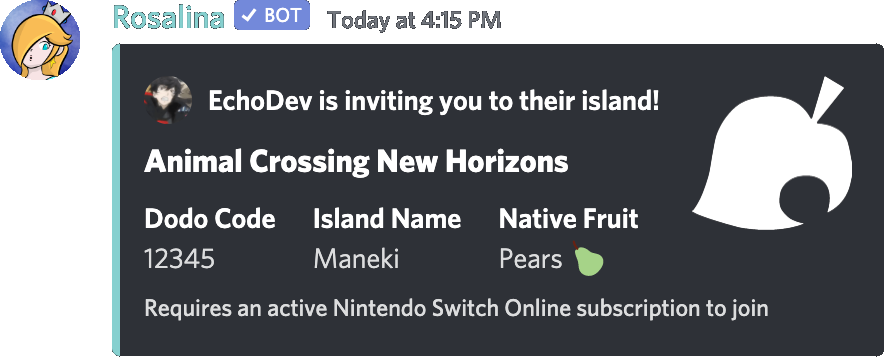 Rosalina ✓ BOT Today at 4:15 PM
EchoDev is inviting you to their island!
Animal Crossing New Horizons
Dodo Code Island Name Native Fruit
12345 Maneki Pears
Requires an active Nintendo Switch Online subscription to join